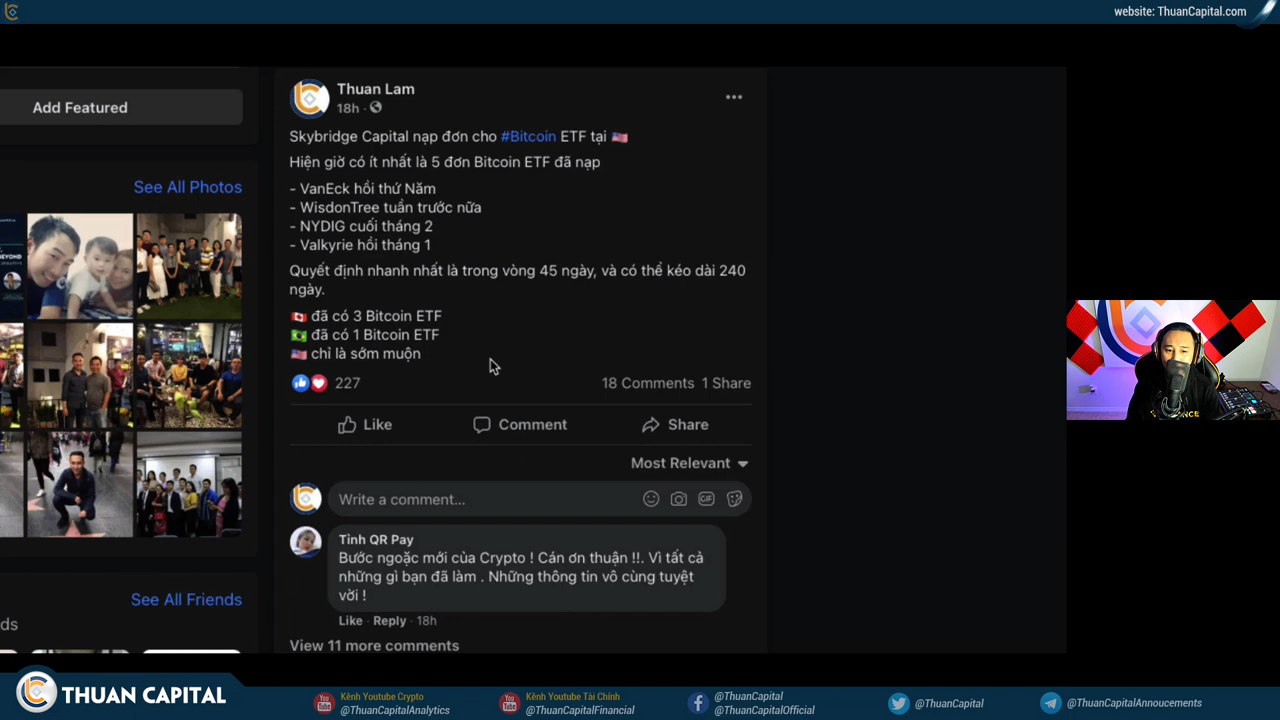 website: ThuanCapital.com
Add Featured
See All Photos
Thuan Lam
18h
Skybridge Capital nạp đơn cho #Bitcoin ETF tại
Hiện giờ có ít nhất là 5 đơn Bitcoin ETF đã nạp
- VanEck hồi thứ Năm
- WisdonTree tuần trước nữa
- NYDIG cuối tháng 2
- Valkyrie hồi tháng 1
Quyết định nhanh nhất là trong vòng 45 ngày, và có thể kéo dài 240
ngày.
đã có 3 Bitcoin ETF
đã có 1 Bitcoin ETF
chỉ là sớm muộn
227
18 Comments 1 Share
Like
Comment
Share
Most Relevant
Write a comment...
GIF
Tỉnh QR Pay
Bước ngoặc mới của Crypto ! Cán ơn thuận !!. Vì tất cả
những gì bạn đã làm . Những thông tin vô cùng tuyệt
vời !
Like · Reply · 18h
View 11 more comments
See All Friends
ds
THUAN CAPITAL
Kênh Youtube Crypto
@ThuanCapitalAnalytics
Kênh Youtube Tài Chính
@ThuanCapitalFinancial
@ThuanCapital
@ThuanCapitalOfficial
@ThuanCapital
@ThuanCapitalAnnoucements